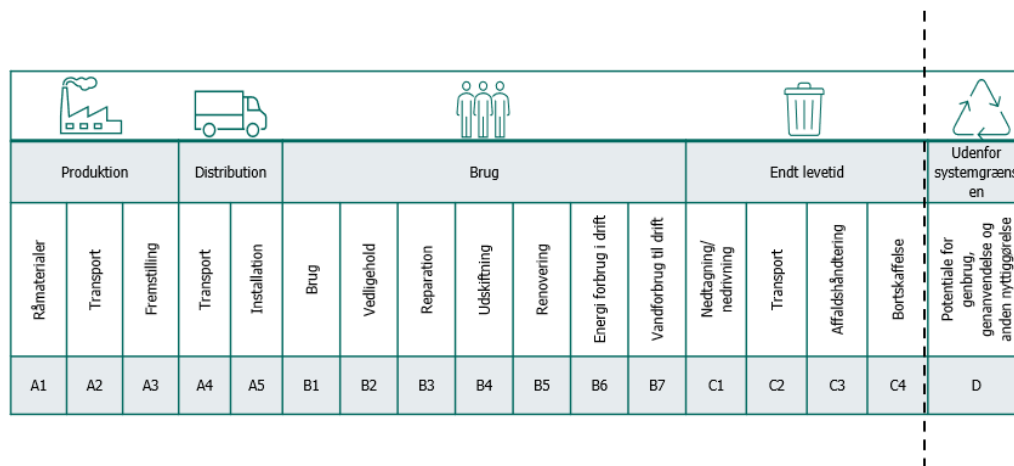 Produktion
Distribution
Brug
Endt levetid
Udenfor
systemgræns
en
Råmaterialer
Transport
Fremstilling
Transport
Installation
Brug
Vedligehold
Reparation
Udskiftning
Renovering
Energi forbrug i drift
Vandforbrug til drift
Nedtagning/
nedrivning
Transport
Affaldshåndtering
Bortskaffelse
Potentiale for
genbrug,
genanvendelse og
anden nyttiggørelse
A1
A2
A3
A4
A5
B1
B2
B3
B4
B5
B6
B7
C1
C2
C3
C4
D